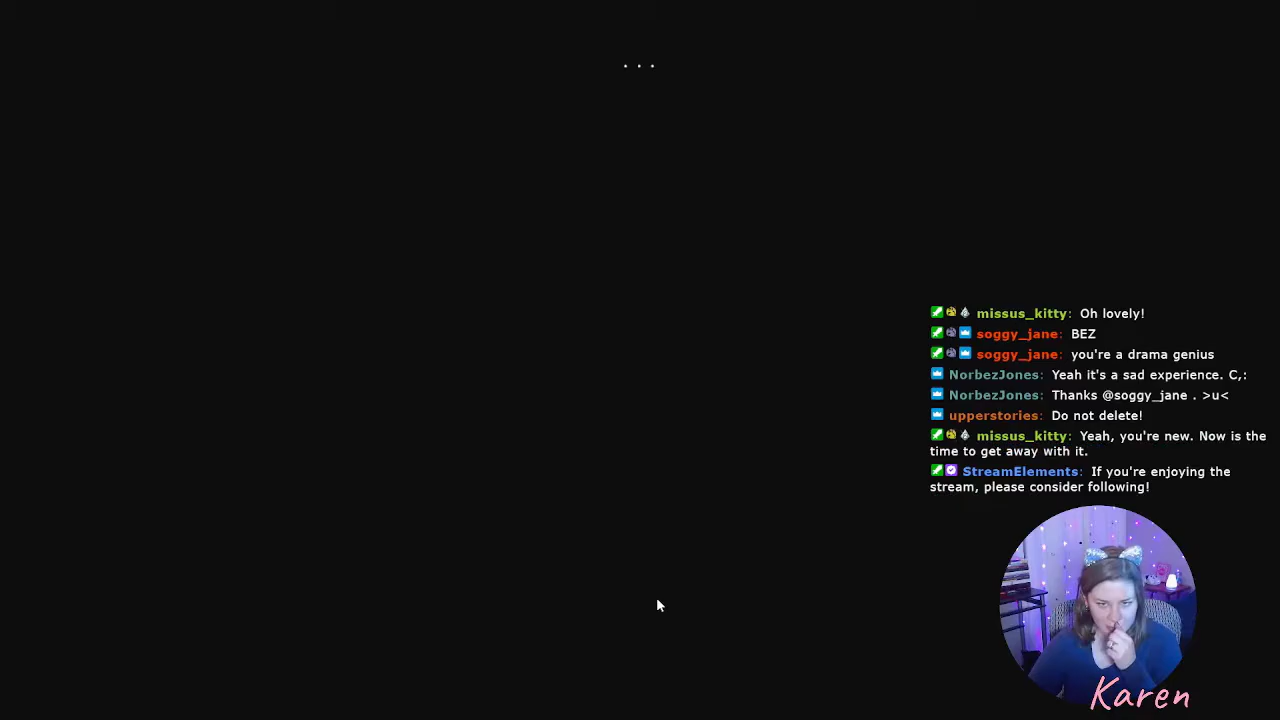 ...
missus_kitty: Oh lovely!
soggy_jane: BEZ
soggy_jane: you're a drama genius
NorbezJones: Yeah it's a sad experience. C,:
NorbezJones: Thanks @soggy_jane . >u<
upperstories: Do not delete!
missus_kitty: Yeah, you're new. Now is the
time to get away with it.
StreamElements: If you're enjoying the
stream, please consider following!
Karen